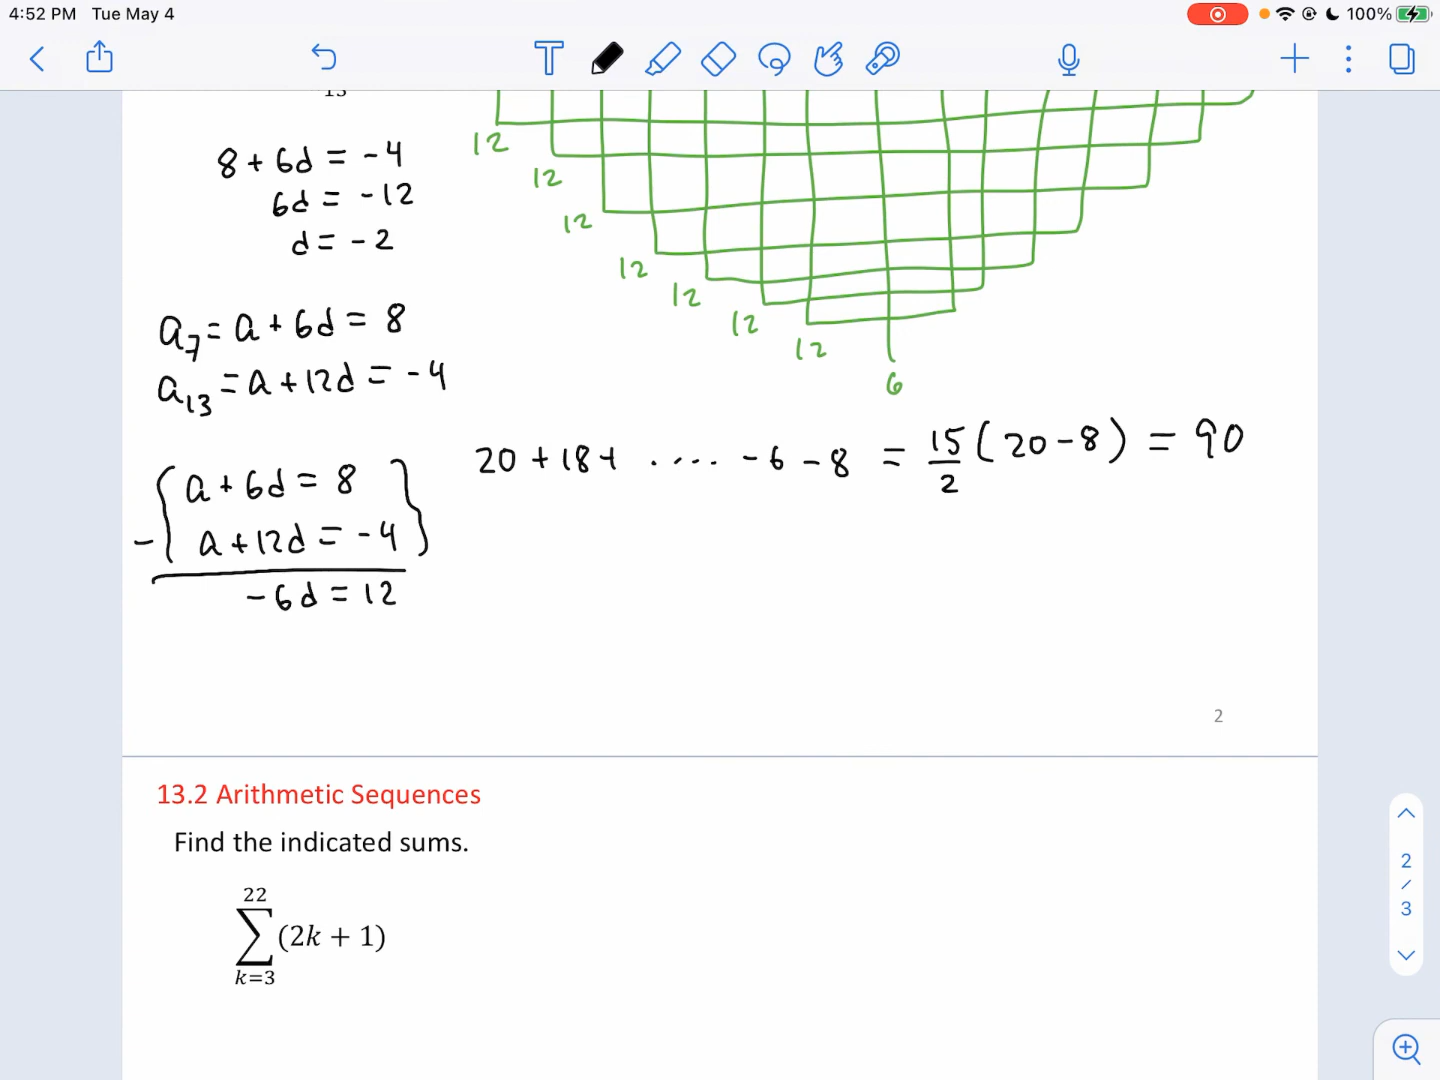 4:52 PM Tue May 4
100%
8 + 6d = -4
6d = -12
d = -2
12
12
12
12
12
12
12
6
a₇ = a + 6d = 8
a₁₃ = a + 12d = -4
20 + 18 + ..... - 6 - 8 = 15/2 (20 - 8) = 90
a + 6d = 8
- a + 12d = -4
-6d = 12
2
13.2 Arithmetic Sequences
Find the indicated sums.
22
∑ (2k + 1)
k=3
2
/
3